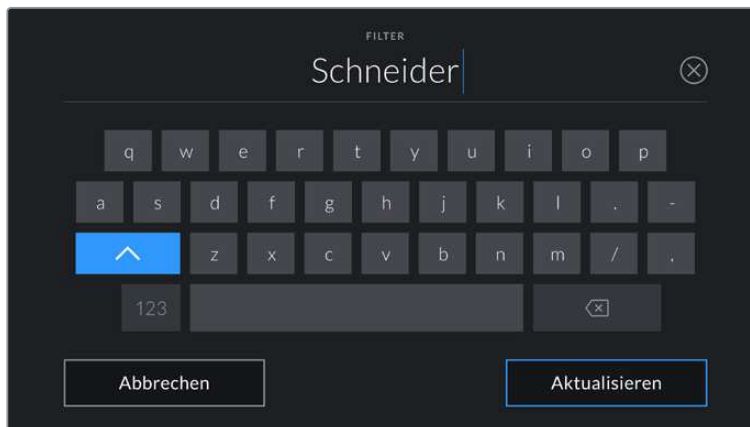 FILTER
Schneider
q w e r t y u i o p
a s d f g h j k l . -
z x c v b n m / ,
123
Abbrechen Aktualisieren